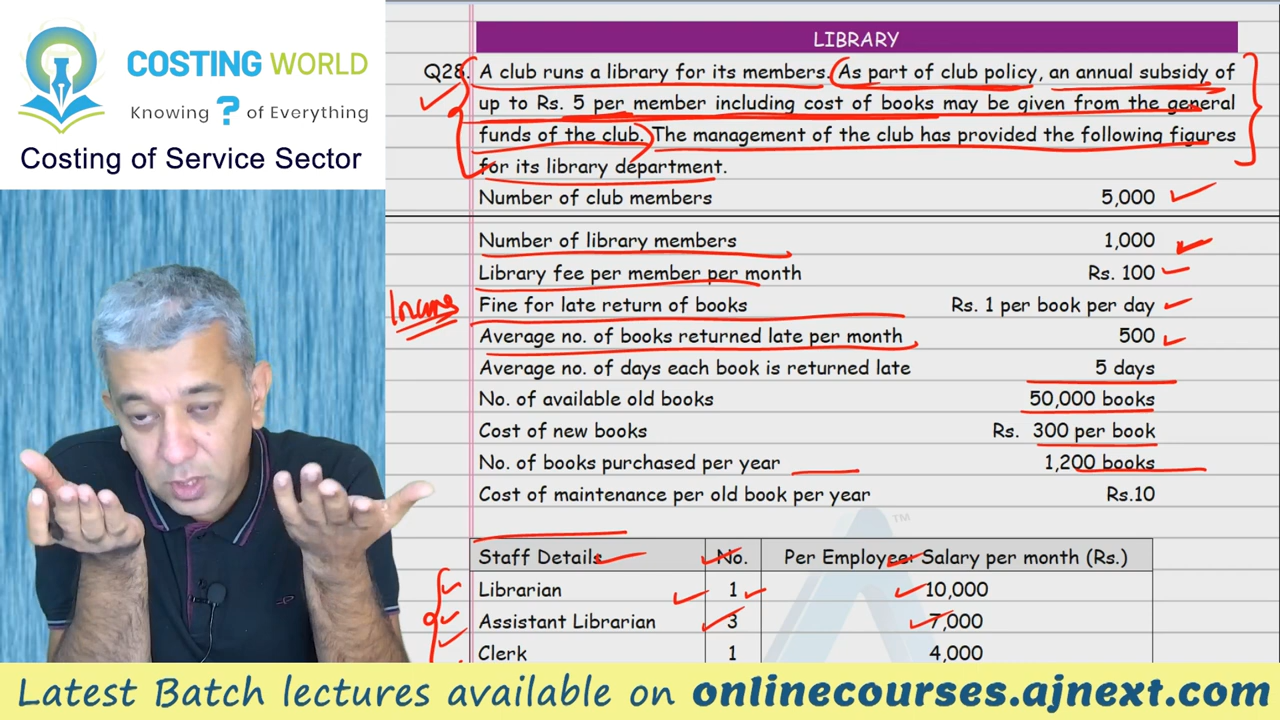 COSTING WORLD
Knowing ? of Everything
Costing of Service Sector
LIBRARY
Q28. A club runs a library for its members. As part of club policy, an annual subsidy of
up to Rs. 5 per member including cost of books may be given from the general
funds of the club. The management of the club has provided the following figures
for its library department.
Number of club members 5,000
Number of library members 1,000
Library fee per member per month Rs. 100
Fine for late return of books Rs. 1 per book per day
Average no. of books returned late per month 500
Average no. of days each book is returned late 5 days
No. of available old books 50,000 books
Cost of new books Rs. 300 per book
No. of books purchased per year 1,200 books
Cost of maintenance per old book per year Rs.10
TM
Staff Details No. Per Employee: Salary per month (Rs.)
Librarian 1 10,000
Assistant Librarian 3 7,000
Clerk 1 4,000
Latest Batch lectures available on onlinecourses.ajnext.com